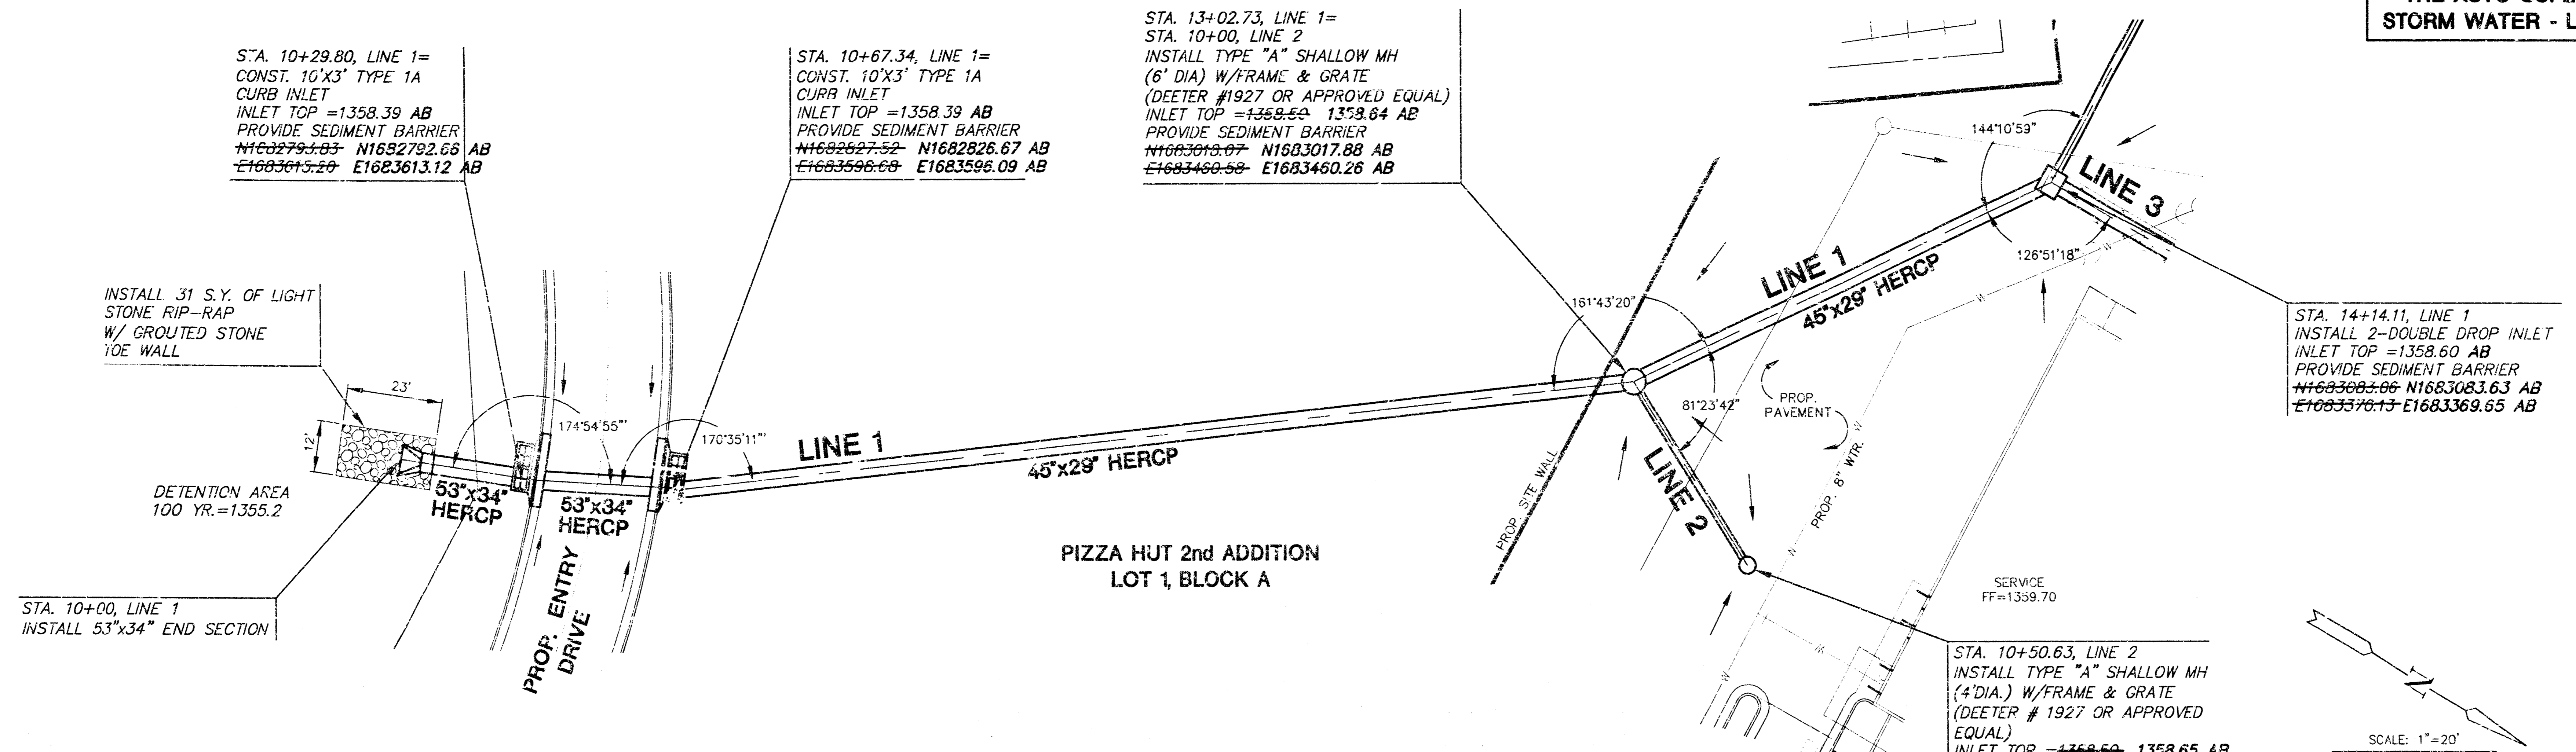 STORM WATER - L
STA. 10+29.80, LINE 1=
CONST. 10'X3' TYPE 1A
CURB INLET
INLET TOP =1358.39 AB
PROVIDE SEDIMENT BARRIER
N1682793.83 N1682792.66 AB
E1683615.20 E1683613.12 AB
STA. 10+67.34, LINE 1=
CONST. 10'X3' TYPE 1A
CURB INLET
INLET TOP =1358.39 AB
PROVIDE SEDIMENT BARRIER
N1682827.52 N1682826.67 AB
E1683598.68 E1683596.09 AB
STA. 13+02.73, LINE 1=
STA. 10+00, LINE 2
INSTALL TYPE "A" SHALLOW MH
(6' DIA) W/FRAME & GRATE
(DEETER #1927 OR APPROVED EQUAL)
INLET TOP =1358.50 1358.64 AB
PROVIDE SEDIMENT BARRIER
N1683018.07 N1683017.88 AB
E1683460.58 E1683460.26 AB
144°10'59"
LINE 3
126°51'18"
LINE 1
45"x29" HERCP
161°43'20"
STA. 14+14.11, LINE 1
INSTALL 2-DOUBLE DROP INLET
INLET TOP =1358.60 AB
PROVIDE SEDIMENT BARRIER
N1683083.06 N1683083.63 AB
E1683370.13 E1683369.65 AB
INSTALL 31 S.Y. OF LIGHT
STONE RIP-RAP
W/ GROUTED STONE
TOE WALL
23'
12'
174°54'55"
170°35'11"
LINE 1
45"x29" HERCP
81°23'42"
PROP.
PAVEMENT
LINE 2
PROP. SITE WALL
PROP. 8" WTR.
W
W
W
W
W
W
DETENTION AREA
100 YR.=1355.2
53"x34"
HERCP
53"x34"
HERCP
PROP. ENTRY
DRIVE
PIZZA HUT 2nd ADDITION
LOT 1, BLOCK A
SERVICE
FF=1359.70
STA. 10+00, LINE 1
INSTALL 53"x34" END SECTION
STA. 10+50.63, LINE 2
INSTALL TYPE "A" SHALLOW MH
(4'DIA.) W/FRAME & GRATE
(DEETER # 1927 OR APPROVED
EQUAL)
INLET TOP =1358.50 1358.65 AB
N
SCALE: 1"=20'